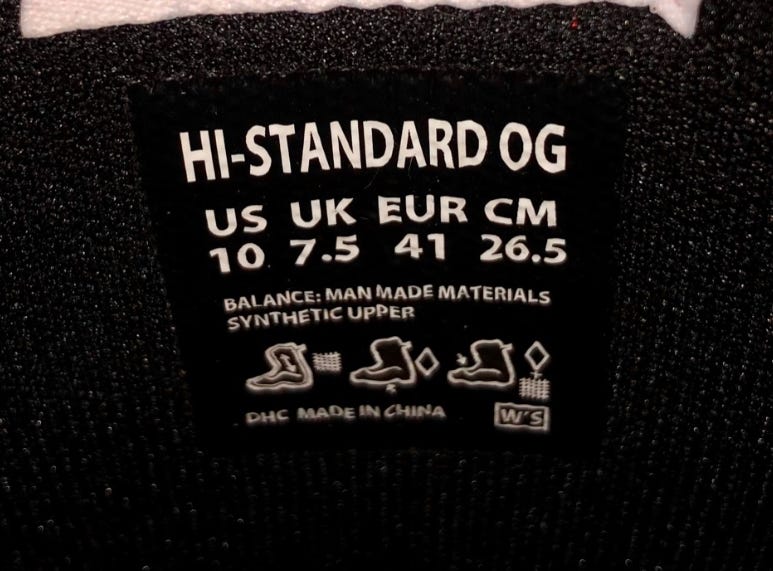 HI-STANDARD OG
US UK EUR CM
10 7.5 41 26.5
BALANCE: MAN MADE MATERIALS
SYNTHETIC UPPER
DHC MADE IN CHINA
W'S